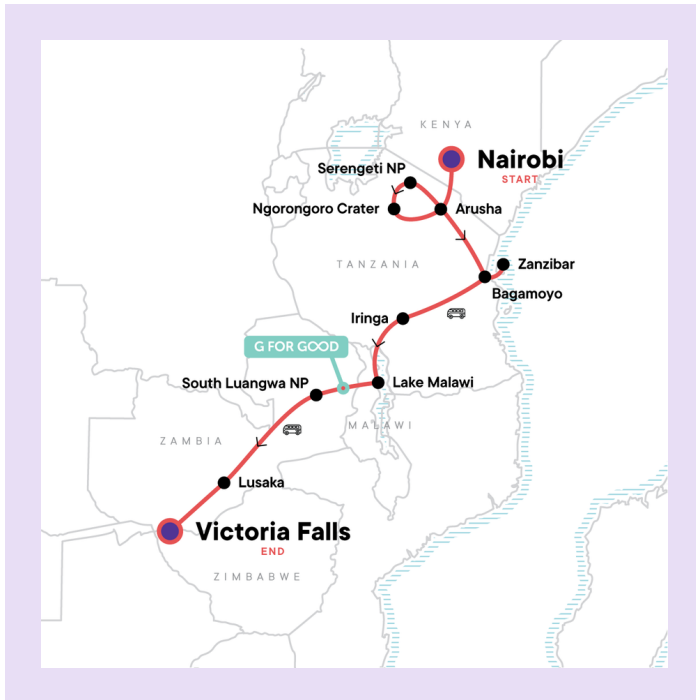 KENYA
Nairobi
START
Serengeti NP
Ngorongoro Crater
Arusha
TANZANIA
Zanzibar
Bagamoyo
Iringa
G FOR GOOD
South Luangwa NP
Lake Malawi
MALAWI
ZAMBIA
Lusaka
Victoria Falls
END
ZIMBABWE